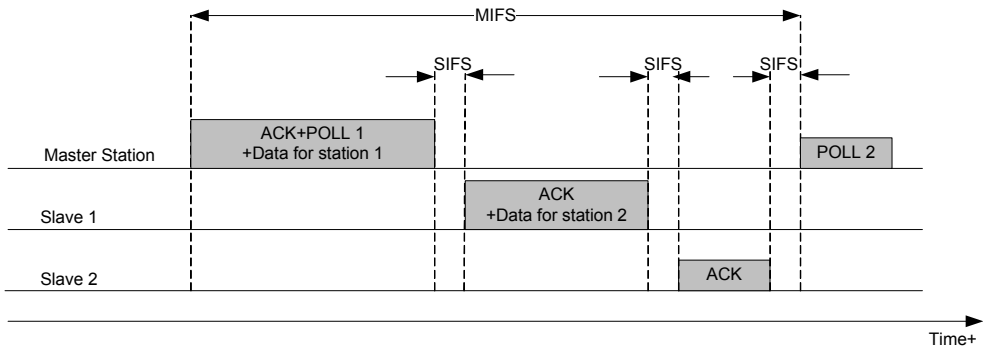 MIFS
SIFS
SIFS
SIFS
ACK+POLL 1
+Data for station 1
Master Station
POLL 2
ACK
+Data for station 2
Slave 1
ACK
Slave 2
Time+